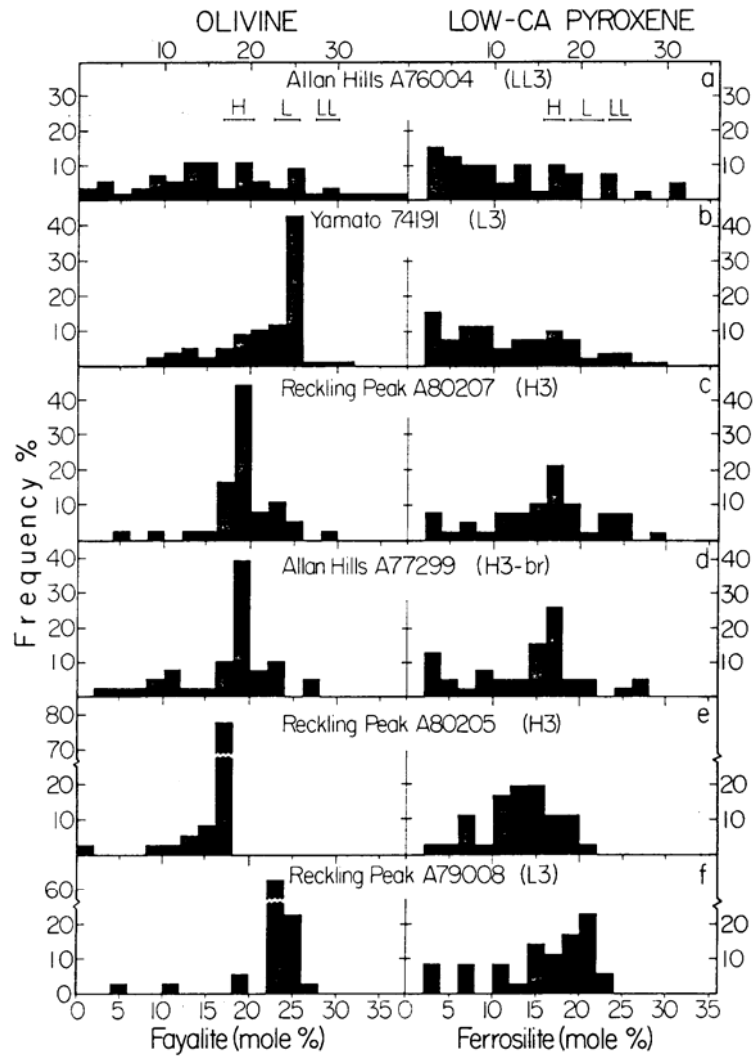 OLIVINE LOW-CA PYROXENE
10 20 30 10 20 30
Allan Hills A76004 (LL3) a
30 30
H L LL H L LL
20 20
10 10
Yamato 74191 (L3) b
40 40
30 30
20 20
10 10
Reckling Peak A80207 (H3) c
40 40
30 30
20 20
10 10
Allan Hills A77299 (H3-br) d
40 40
30 30
20 20
10 10
Reckling Peak A80205 (H3) e
80
70
20 20
10 10
Reckling Peak A79008 (L3) f
60
20 20
10 10
0
0 5 10 15 20 25 30 5 10 15 20 25 30 35
Fayalite (mole %) Ferrosilite (mole %)
Frequency %